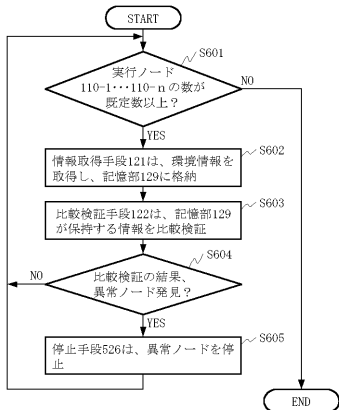 START
S601
実行ノード
110-1･･･110-nの数が
既定数以上？
NO
YES
S602
情報取得手段121は、環境情報を
取得し、記憶部129に格納
S603
比較検証手段122は、記憶部129
が保持する情報を比較検証
S604
比較検証の結果、
異常ノード発見？
NO
YES
S605
停止手段526は、異常ノードを停
止
END